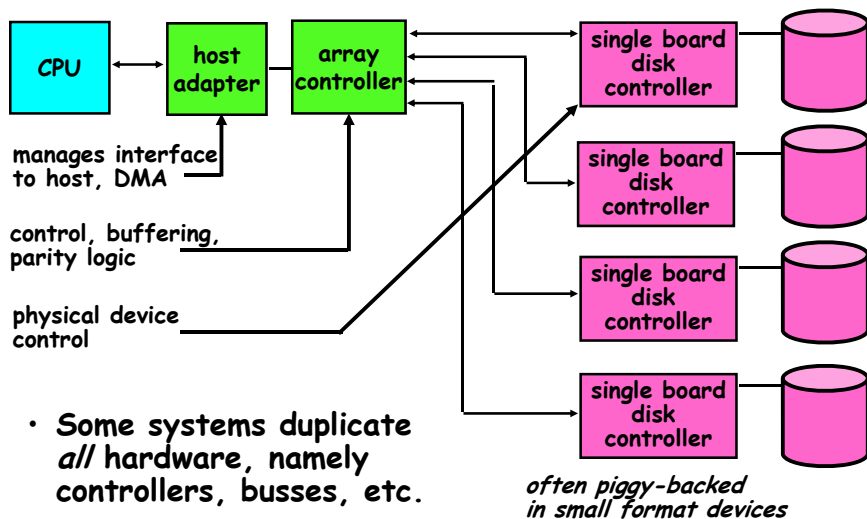 CPU
host
adapter
array
controller
single board
disk
controller
manages interface
to host, DMA
single board
disk
controller
control, buffering,
parity logic
single board
disk
controller
physical device
control
single board
disk
controller
· Some systems duplicate
all hardware, namely
controllers, busses, etc.
often piggy-backed
in small format devices